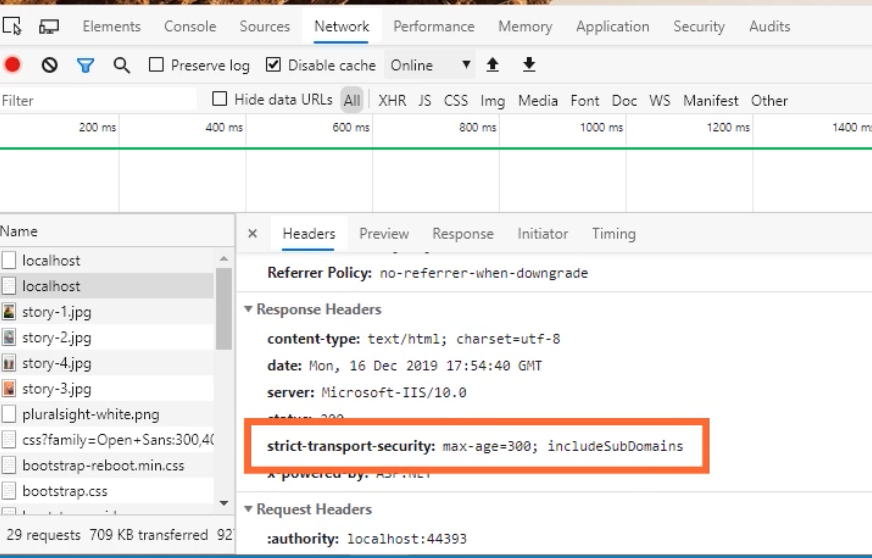 Elements Console Sources Network Performance Memory Application Security Audits
Preserve log Disable cache Online
Filter Hide data URLs All XHR JS CSS Img Media Font Doc WS Manifest Other
200 ms 400 ms 600 ms 800 ms 1000 ms 1200 ms 1400 ms
Name
localhost
localhost
story-1.jpg
story-2.jpg
story-4.jpg
story-3.jpg
pluralsight-white.png
css?family=Open+Sans:300,40
bootstrap-reboot.min.css
bootstrap.css
29 requests 709 KB transferred 92
× Headers Preview Response Initiator Timing
Referrer Policy: no-referrer-when-downgrade
Response Headers
content-type: text/html; charset=utf-8
date: Mon, 16 Dec 2019 17:54:40 GMT
server: Microsoft-IIS/10.0
status: 200
strict-transport-security: max-age=300; includeSubDomains
x-powered-by: ASP.NET
Request Headers
:authority: localhost:44393